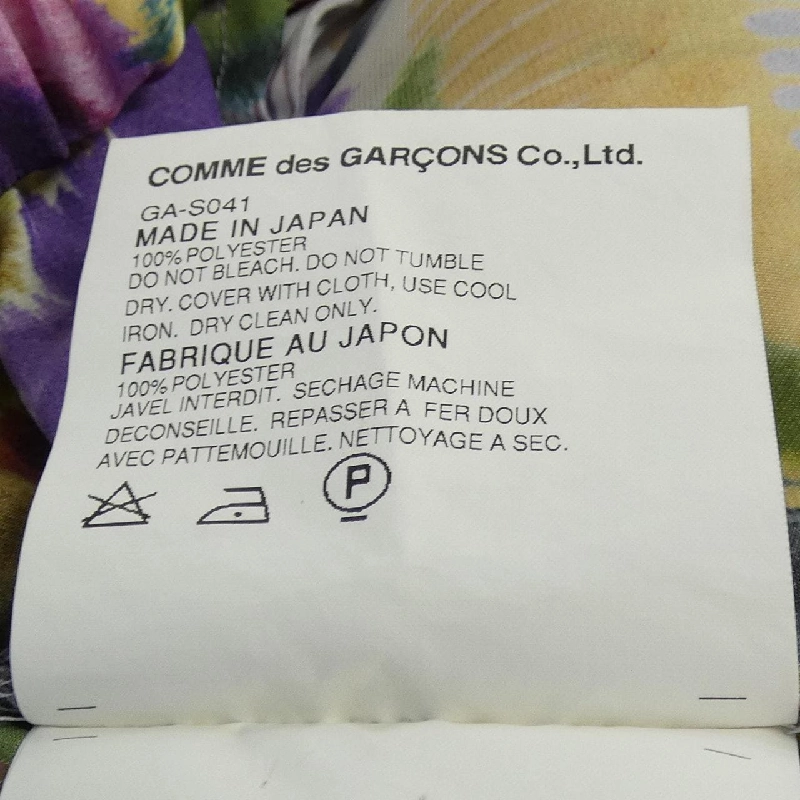 COMME des GARÇONS Co.,Ltd.
GA-S041
MADE IN JAPAN
100% POLYESTER
DO NOT BLEACH. DO NOT TUMBLE
DRY. COVER WITH CLOTH, USE COOL
IRON. DRY CLEAN ONLY.
FABRIQUE AU JAPON
100% POLYESTER
JAVEL INTERDIT. SECHAGE MACHINE
DECONSEILLE. REPASSER A FER DOUX
AVEC PATTEMOUILLE. NETTOYAGE A SEC.
P